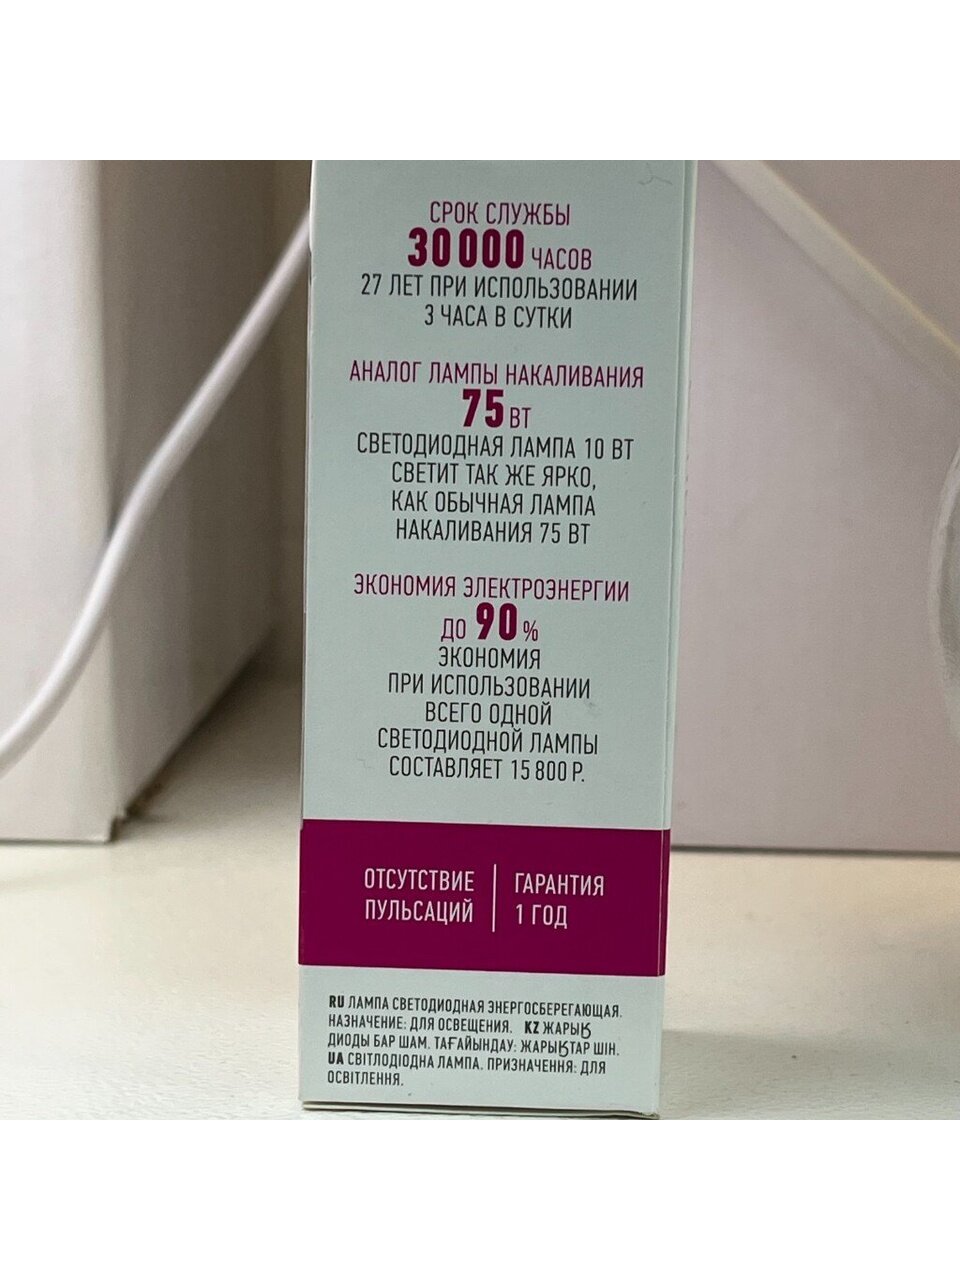 СРОК СЛУЖБЫ
30 000 ЧАСОВ
27 ЛЕТ ПРИ ИСПОЛЬЗОВАНИИ
3 ЧАСА В СУТКИ
АНАЛОГ ЛАМПЫ НАКАЛИВАНИЯ
75 ВТ
СВЕТОДИОДНАЯ ЛАМПА 10 ВТ
СВЕТИТ ТАК ЖЕ ЯРКО,
КАК ОБЫЧНАЯ ЛАМПА
НАКАЛИВАНИЯ 75 ВТ
ЭКОНОМИЯ ЭЛЕКТРОЭНЕРГИИ
ДО 90 %
ЭКОНОМИЯ
ПРИ ИСПОЛЬЗОВАНИИ
ВСЕГО ОДНОЙ
СВЕТОДИОДНОЙ ЛАМПЫ
СОСТАВЛЯЕТ 15 800 Р.
ОТСУТСТВИЕ
ПУЛЬСАЦИЙ
ГАРАНТИЯ
1 ГОД
RU ЛАМПА СВЕТОДИОДНАЯ ЭНЕРГОСБЕРЕГАЮЩАЯ.
НАЗНАЧЕНИЕ: ДЛЯ ОСВЕЩЕНИЯ. KZ ЖАРЫҚ
ДИОДЫ БАР ШАМ. ТАҒАЙЫНДАУ: ЖАРЫҚТАР ШІН.
UA СВІТЛОДІОДНА ЛАМПА. ПРИЗНАЧЕННЯ: ДЛЯ
ОСВІТЛЕННЯ.